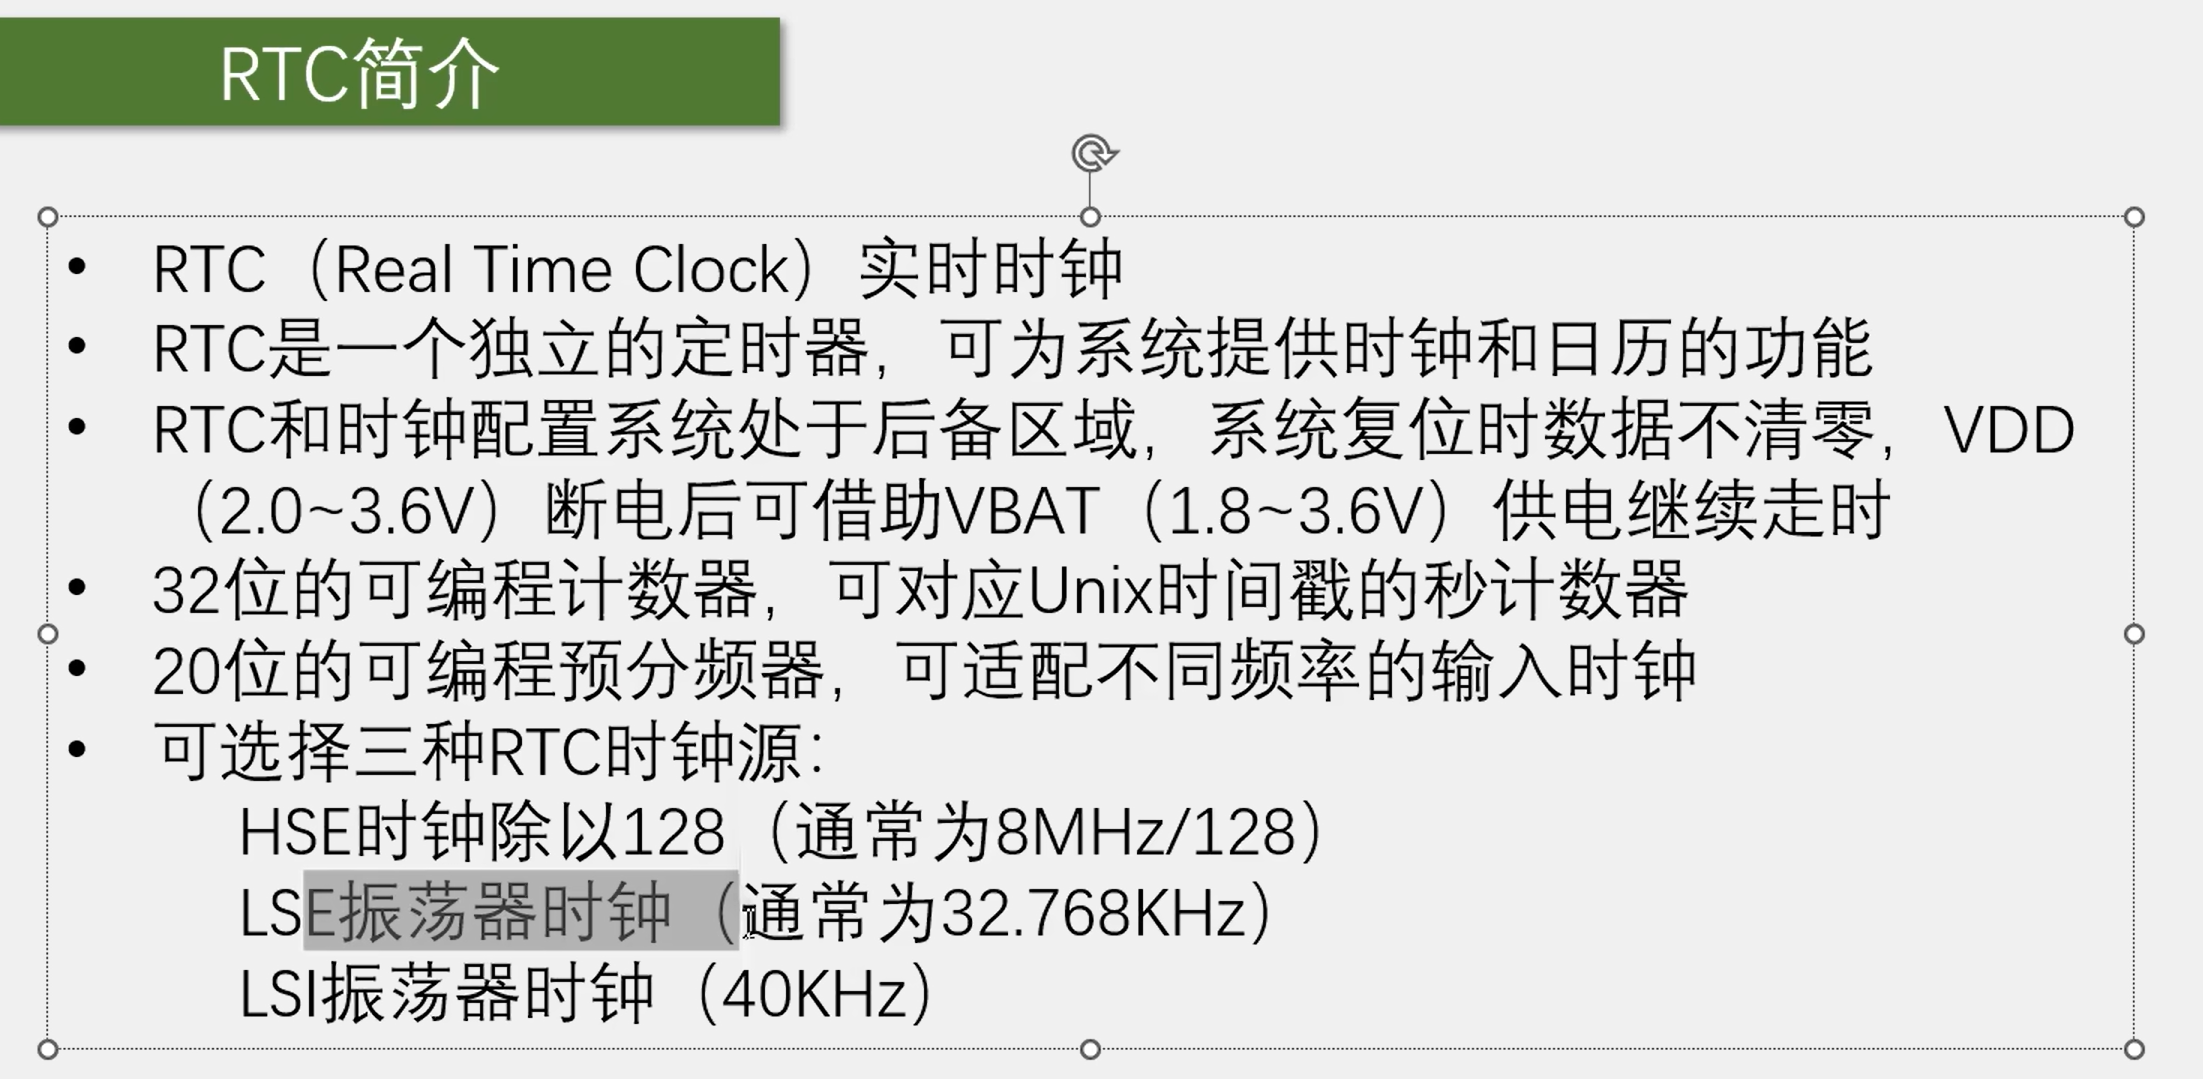 RTC简介
• RTC（Real Time Clock）实时时钟
• RTC是一个独立的定时器，可为系统提供时钟和日历的功能
• RTC和时钟配置系统处于后备区域，系统复位时数据不清零，VDD
（2.0~3.6V）断电后可借助VBAT（1.8~3.6V）供电继续走时
• 32位的可编程计数器，可对应Unix时间戳的秒计数器
• 20位的可编程预分频器，可适配不同频率的输入时钟
• 可选择三种RTC时钟源：
HSE时钟除以128（通常为8MHz/128）
LSE振荡器时钟（通常为32.768KHz）
LSI振荡器时钟（40KHz）